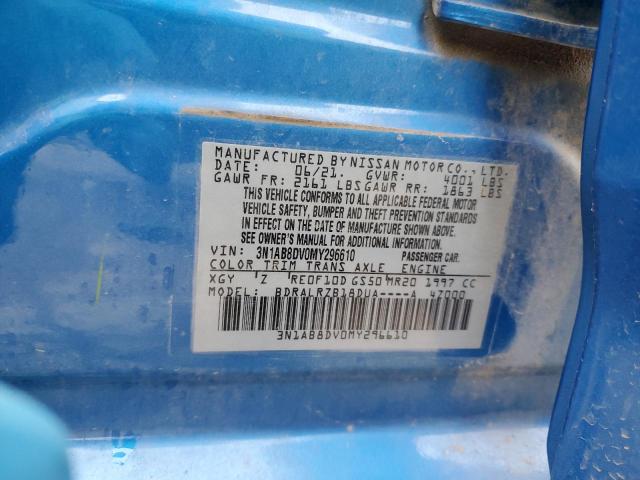 MANUFACTURED BY NISSAN MOTOR CO., LTD.
DATE: 06/21. GVWR: 4001 LBS
GAWR FR: 2161 LBS GAWR RR: 1863 LBS
THIS VEHICLE CONFORMS TO ALL APPLICABLE FEDERAL MOTOR
VEHICLE SAFETY, BUMPER AND THEFT PREVENTION STANDARDS
IN EFFECT ON THE DATE OF MANUFACTURE SHOWN ABOVE.
SEE OWNER'S MANUAL FOR ADDITIONAL INFORMATION.
VIN: 3N1AB8DV0MY296610 PASSENGER CAR.
COLOR TRIM TRANS AXLE ENGINE
XGY Z RE0F10D GS50 MR20 1997 CC
MODEL: BDRALRZB18DUA----A 4Z000
3N1AB8DV0MY296610